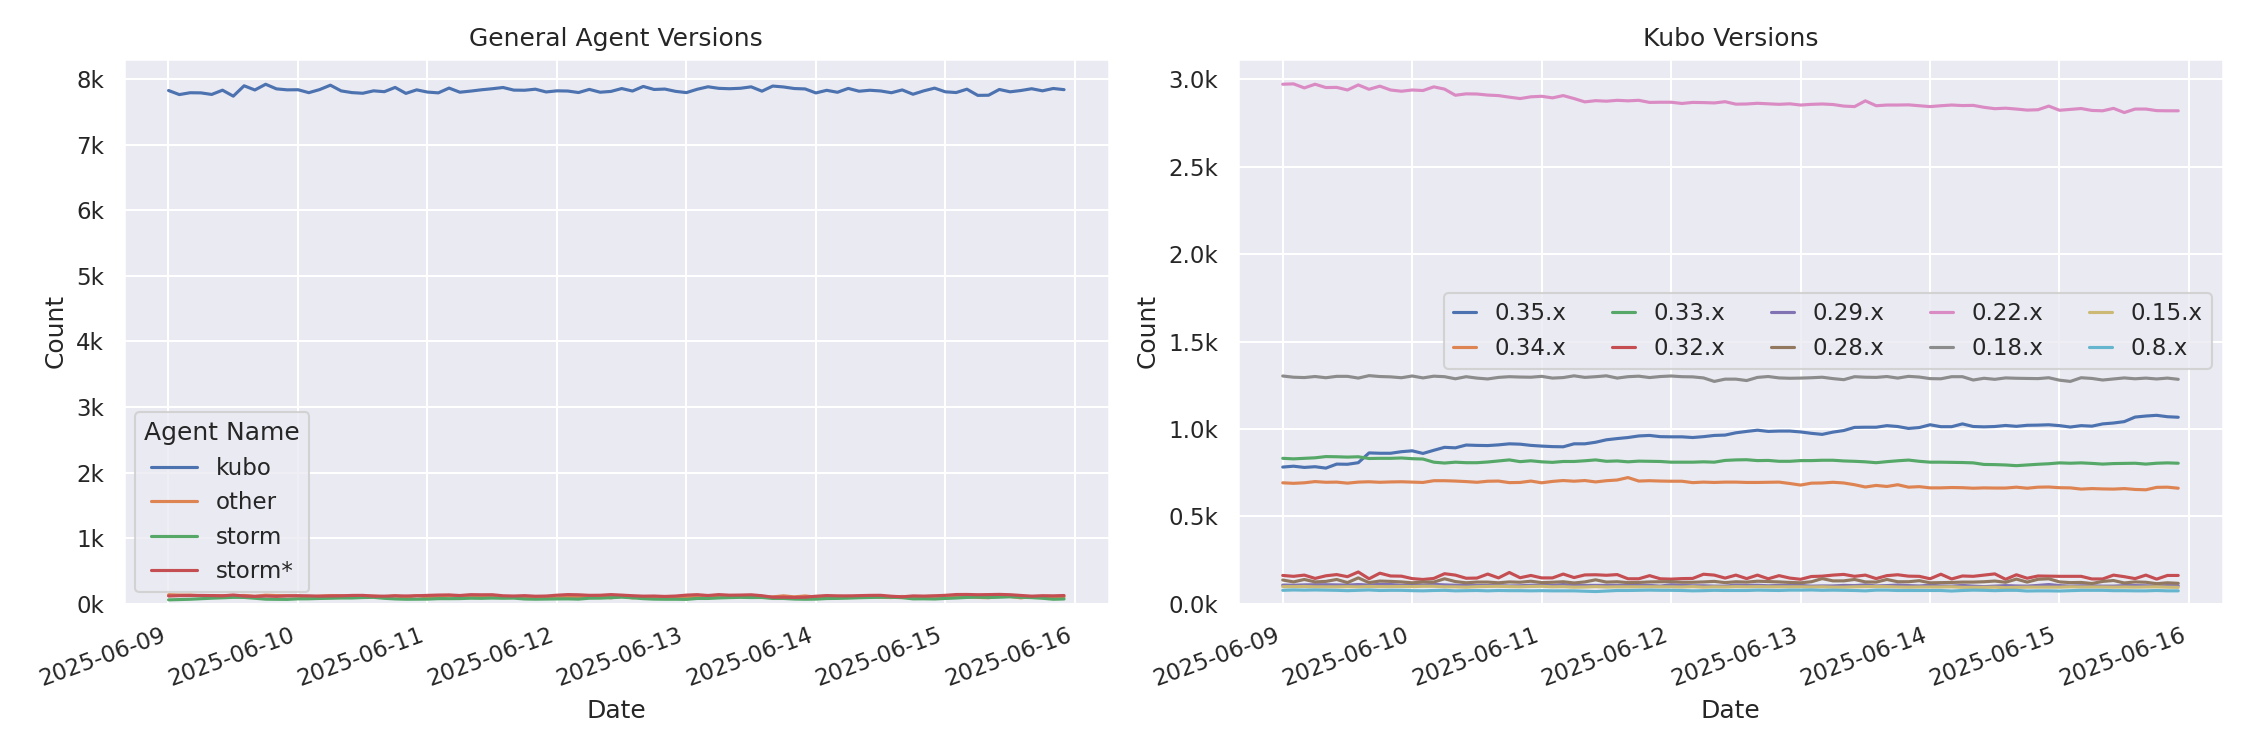 General Agent Versions
8k
7k
6k
5k
4k
3k
2k
1k
0k
Count
Agent Name
kubo
other
storm
storm*
2025-06-09
2025-06-10
2025-06-11
2025-06-12
2025-06-13
2025-06-14
2025-06-15
2025-06-16
Date
Kubo Versions
3.0k
2.5k
2.0k
1.5k
1.0k
0.5k
0.0k
Count
0.35.x 0.33.x 0.29.x 0.22.x 0.15.x
0.34.x 0.32.x 0.28.x 0.18.x 0.8.x
2025-06-09
2025-06-10
2025-06-11
2025-06-12
2025-06-13
2025-06-14
2025-06-15
2025-06-16
Date